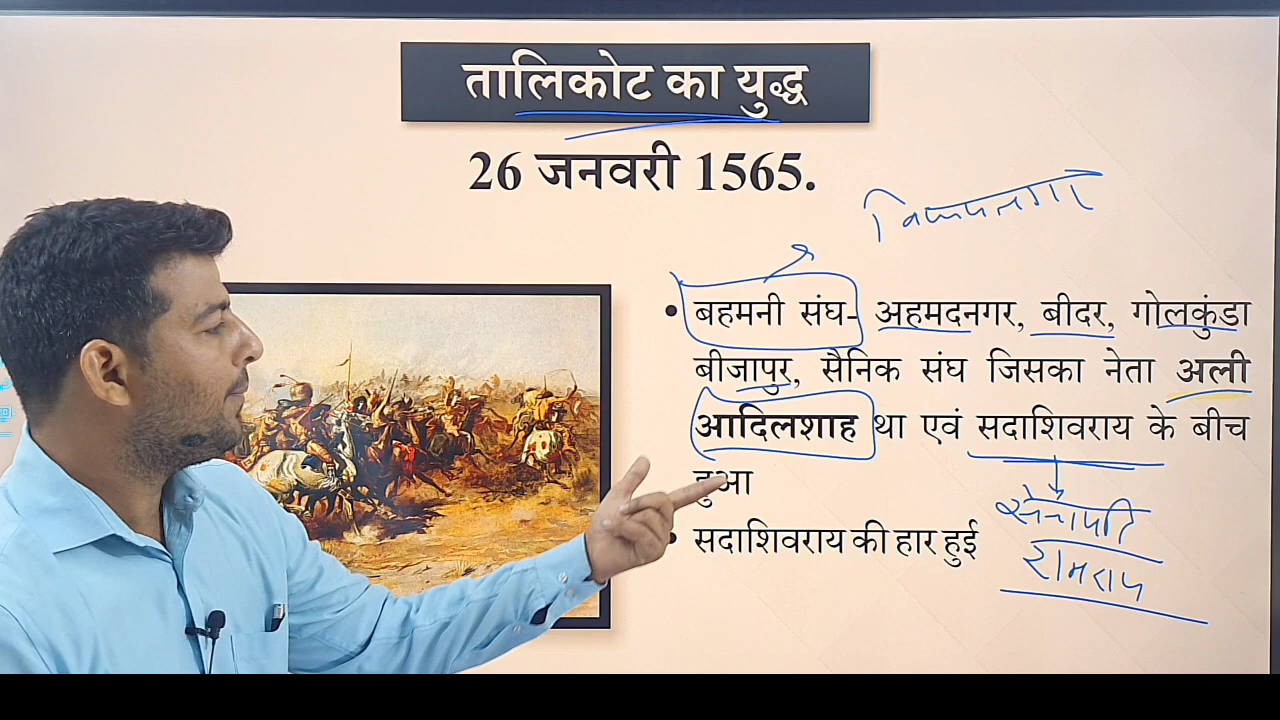 तालिकोट का युद्ध
26 जनवरी 1565.
विजयनगर
बहमनी संघ- अहमदनगर, बीदर, गोलकुंडा
बीजापुर, सैनिक संघ जिसका नेता अली
आदिलशाह था एवं सदाशिवराय के बीच
हुआ
सदाशिवराय की हार हुई
सेनापति
रामराय